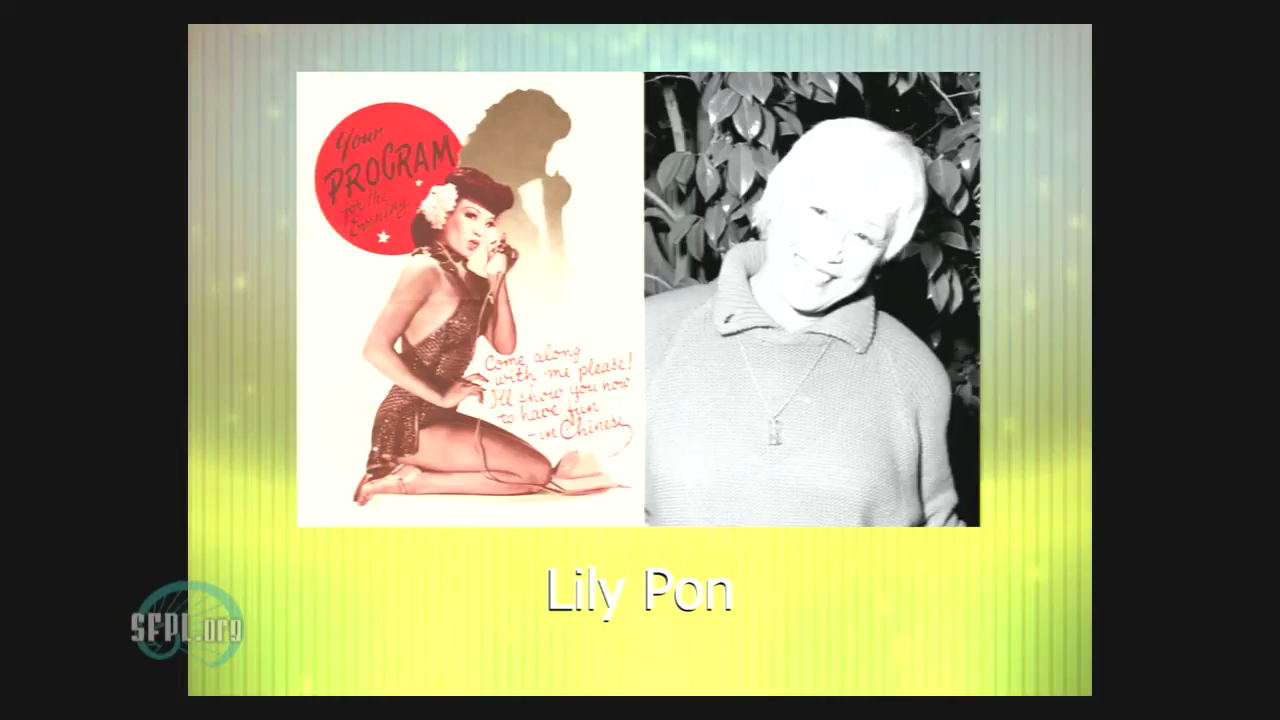 Your
PROGRAM
for the
Evening
Come along
with me please!
I'll show you how
to have fun
- in Chinese
Lily Pon
SFPL.org